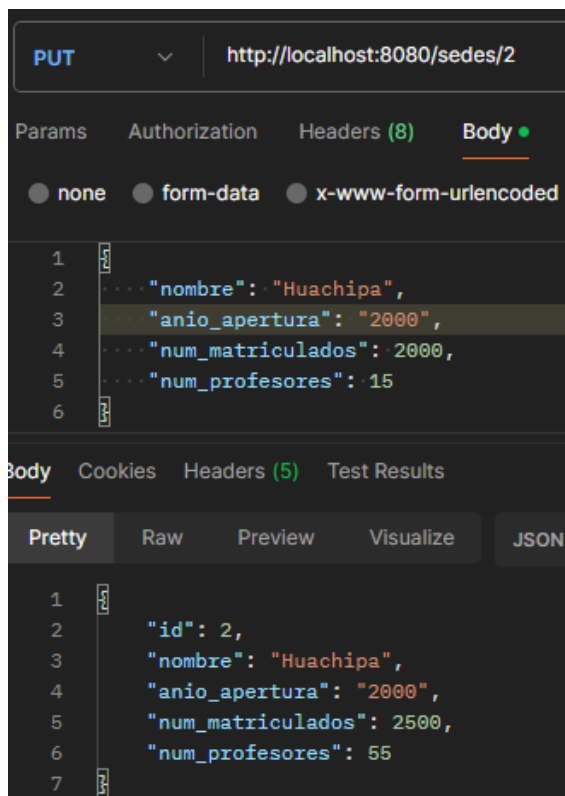 PUT http://localhost:8080/sedes/2
Params Authorization Headers (8) Body
none form-data x-www-form-urlencoded
1 {
2 "nombre": "Huachipa",
3 "anio_apertura": "2000",
4 "num_matriculados": 2000,
5 "num_profesores": 15
6 }
Body Cookies Headers (5) Test Results
Pretty Raw Preview Visualize JSON
1 {
2 "id": 2,
3 "nombre": "Huachipa",
4 "anio_apertura": "2000",
5 "num_matriculados": 2500,
6 "num_profesores": 55
7 }